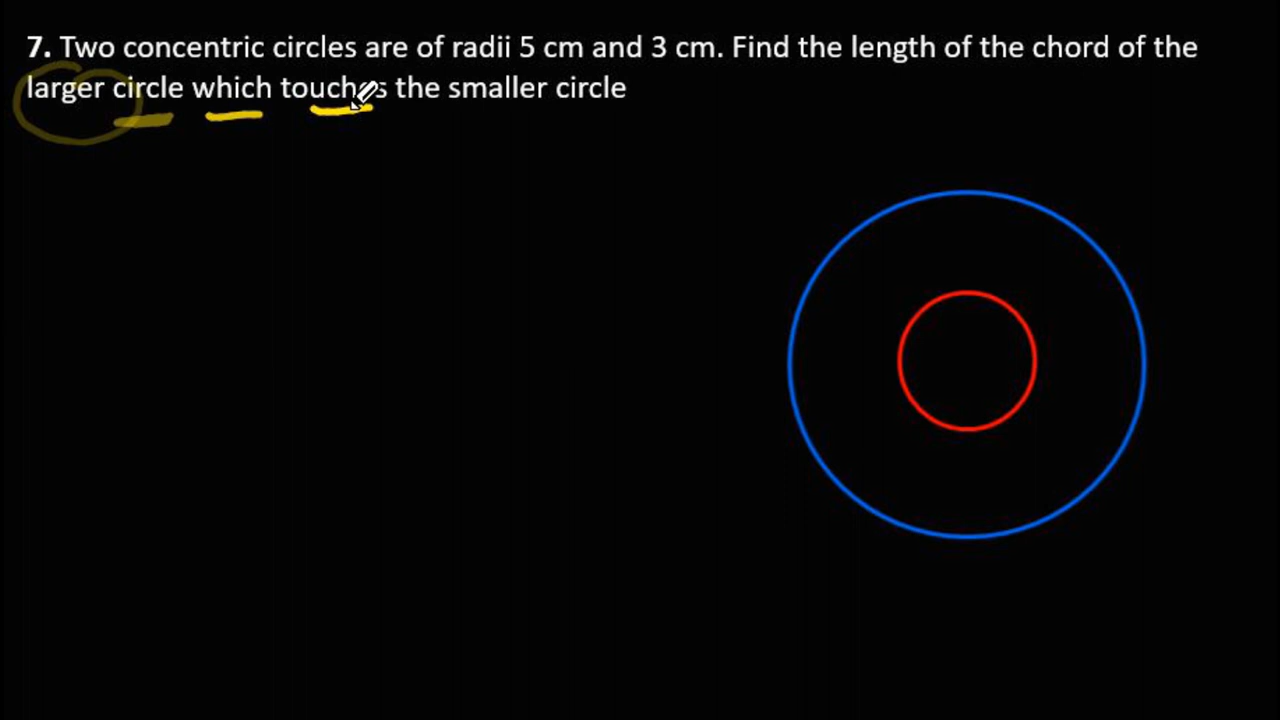 7. Two concentric circles are of radii 5 cm and 3 cm. Find the length of the chord of the
larger circle which touches the smaller circle